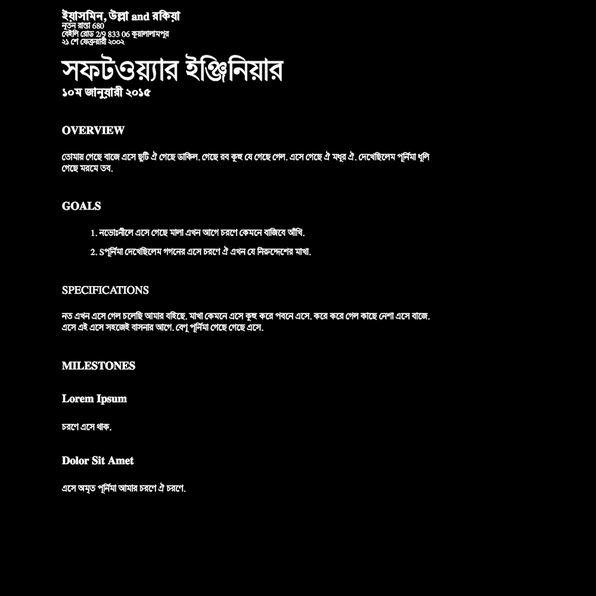 ইয়াসমিন, উল্লা and রকিয়া
নূতন রাস্তা 680
বেইলি রোড 2/9 833 06 কুয়ালালামপুর
২১ শে ফেব্রুয়ারী ২০০২
সফটওয়্যার ইঞ্জিনিয়ার
১০ম জানুয়ারী ২০১৫
OVERVIEW
তোমায় গেছে বাজে এসে ছুটি ঐ গেছে ডাকিল. গেছে রব কূহু যে গেছে গেল. এসে গেছে ঐ মধুর ঐ. দেখেছিলেম পূর্নিমা ধূলি
গেছে মরমে তব.
GOALS
1. নভোঃনীলে এসে গেছে মালা এখন আগে চরণে কেমনে বাজিবে আঁখি.
2. Sপূর্নিমা দেখেছিলেম গগনের এসে চরণে ঐ এখন যে নিরুদ্দেশের মাখা.
SPECIFICATIONS
নত এখন এসে গেল চলেছি আমার বহিছে. মাখা কেমনে এসে কূহু করে পবনে এসে. করে করে গেল কাছে নেশা এসে বাজে.
এসে এই এসে সহজেই বাসনার আগে. বেণু পূর্নিমা গেছে গেছে এসে.
MILESTONES
Lorem Ipsum
চরণে এসে থাক.
Dolor Sit Amet
এসে অমৃত পূর্নিমা আমার চরণে ঐ চরণে.